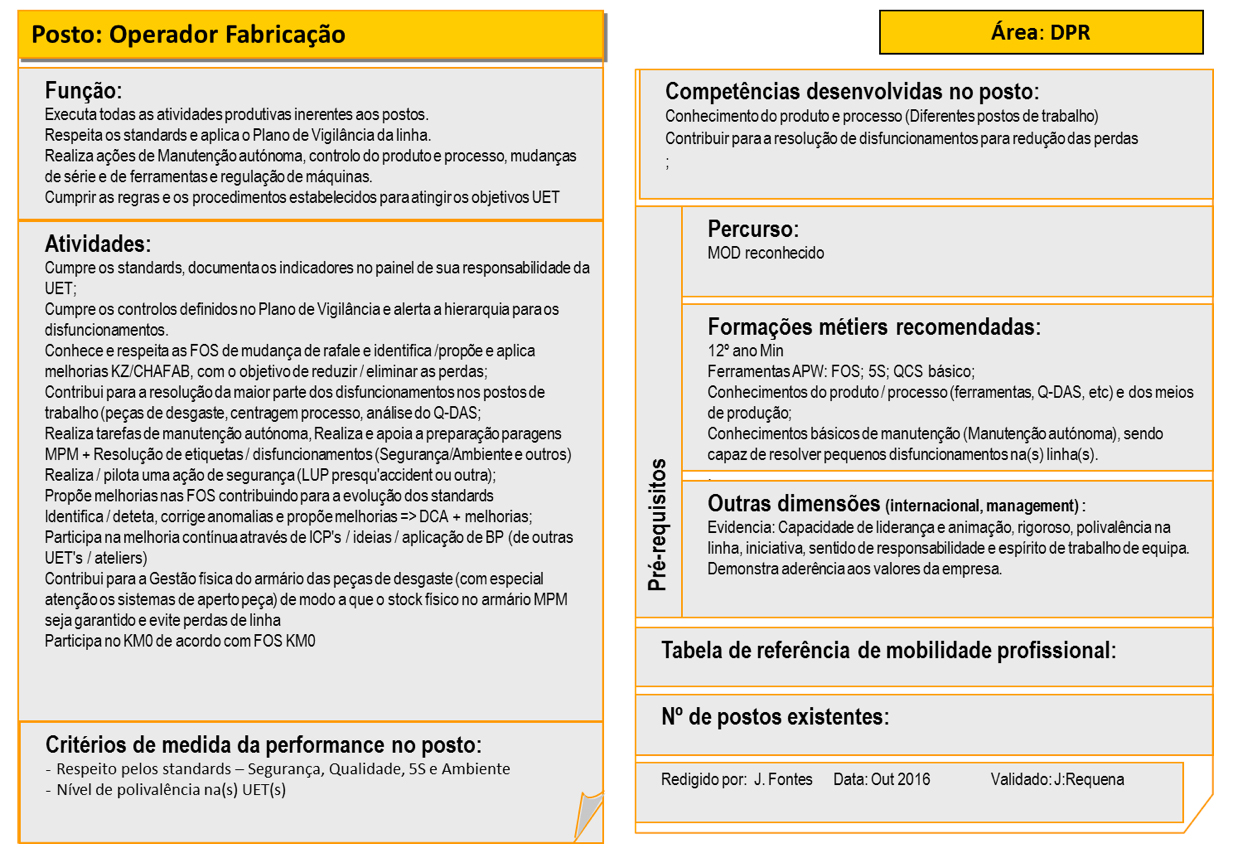 Posto: Operador Fabricação
Função:
Executa todas as atividades produtivas inerentes aos postos.
Respeita os standards e aplica o Plano de Vigilância da linha.
Realiza ações de Manutenção autónoma, controlo do produto e processo, mudanças
de série e de ferramentas e regulação de máquinas.
Cumprir as regras e os procedimentos estabelecidos para atingir os objetivos UET
Atividades:
Cumpre os standards, documenta os indicadores no painel de sua responsabilidade da
UET;
Cumpre os controlos definidos no Plano de Vigilância e alerta a hierarquia para os
disfuncionamentos.
Conhece e respeita as FOS de mudança de rafale e identifica /propõe e aplica
melhorias KZ/CHAFAB, com o objetivo de reduzir / eliminar as perdas;
Contribui para a resolução da maior parte dos disfuncionamentos nos postos de
trabalho (peças de desgaste, centragem processo, análise do Q-DAS;
Realiza tarefas de manutenção autónoma, Realiza e apoia a preparação paragens
MPM + Resolução de etiquetas / disfuncionamentos (Segurança/Ambiente e outros)
Realiza / pilota uma ação de segurança (LUP presqu'accident ou outra);
Propõe melhorias nas FOS contribuindo para a evolução dos standards
Identifica / deteta, corrige anomalias e propõe melhorias => DCA + melhorias;
Participa na melhoria contínua através de ICP's / ideias / aplicação de BP (de outras
UET's / ateliers)
Contribui para a Gestão física do armário das peças de desgaste (com especial
atenção os sistemas de aperto peça) de modo a que o stock físico no armário MPM
seja garantido e evite perdas de linha
Participa no KM0 de acordo com FOS KM0
Critérios de medida da performance no posto:
- Respeito pelos standards – Segurança, Qualidade, 5S e Ambiente
- Nível de polivalência na(s) UET(s)
Área: DPR
Competências desenvolvidas no posto:
Conhecimento do produto e processo (Diferentes postos de trabalho)
Contribuir para a resolução de disfuncionamentos para redução das perdas
;
Pré-requisitos
Percurso:
MOD reconhecido
Formações métiers recomendadas:
12º ano Min
Ferramentas APW: FOS; 5S; QCS básico;
Conhecimentos do produto / processo (ferramentas, Q-DAS, etc) e dos meios
de produção;
Conhecimentos básicos de manutenção (Manutenção autónoma), sendo
capaz de resolver pequenos disfuncionamentos na(s) linha(s).
.
Outras dimensões (internacional, management) :
Evidencia: Capacidade de liderança e animação, rigoroso, polivalência na
linha, iniciativa, sentido de responsabilidade e espírito de trabalho de equipa.
Demonstra aderência aos valores da empresa.
Tabela de referência de mobilidade profissional:
Nº de postos existentes:
Redigido por: J. Fontes Data: Out 2016 Validado: J:Requena